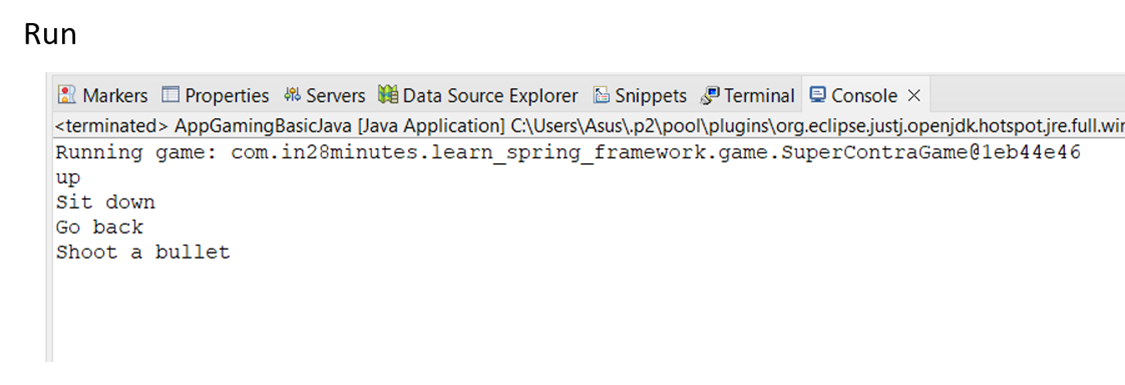 Run
Markers Properties Servers Data Source Explorer Snippets Terminal Console
<terminated> AppGamingBasicJava [Java Application] C:\Users\Asus\.p2\pool\plugins\org.eclipse.justj.openjdk.hotspot.jre.full.win
Running game: com.in28minutes.learn_spring_framework.game.SuperContraGame@1eb44e46
up
Sit down
Go back
Shoot a bullet